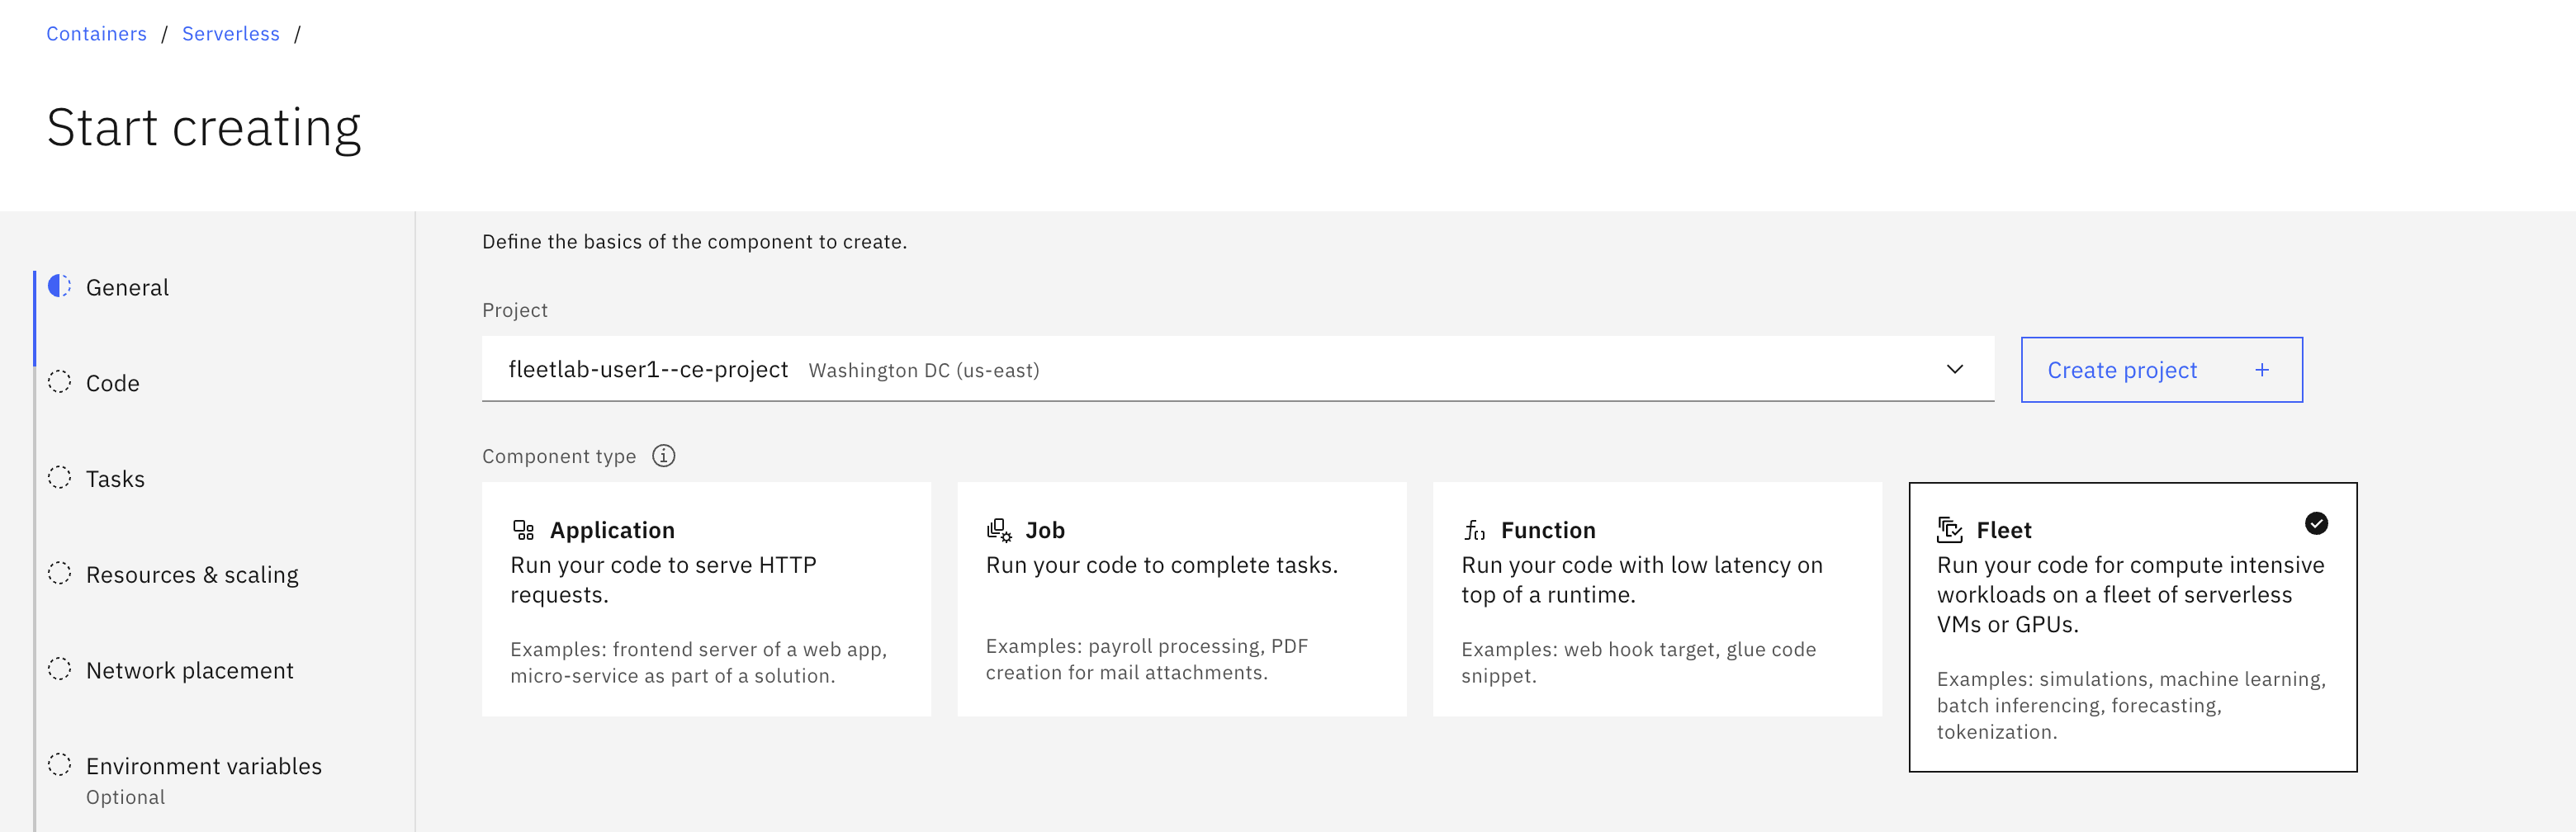 Containers / Serverless /
Start creating
General
Code
Tasks
Resources & scaling
Network placement
Environment variables
Optional
Define the basics of the component to create.
Project
fleetlab-user1--ce-project Washington DC (us-east)
Create project +
Component type
Application
Run your code to serve HTTP
requests.
Examples: frontend server of a web app,
micro-service as part of a solution.
Job
Run your code to complete tasks.
Examples: payroll processing, PDF
creation for mail attachments.
Function
Run your code with low latency on
top of a runtime.
Examples: web hook target, glue code
snippet.
Fleet
Run your code for compute intensive
workloads on a fleet of serverless
VMs or GPUs.
Examples: simulations, machine learning,
batch inferencing, forecasting,
tokenization.